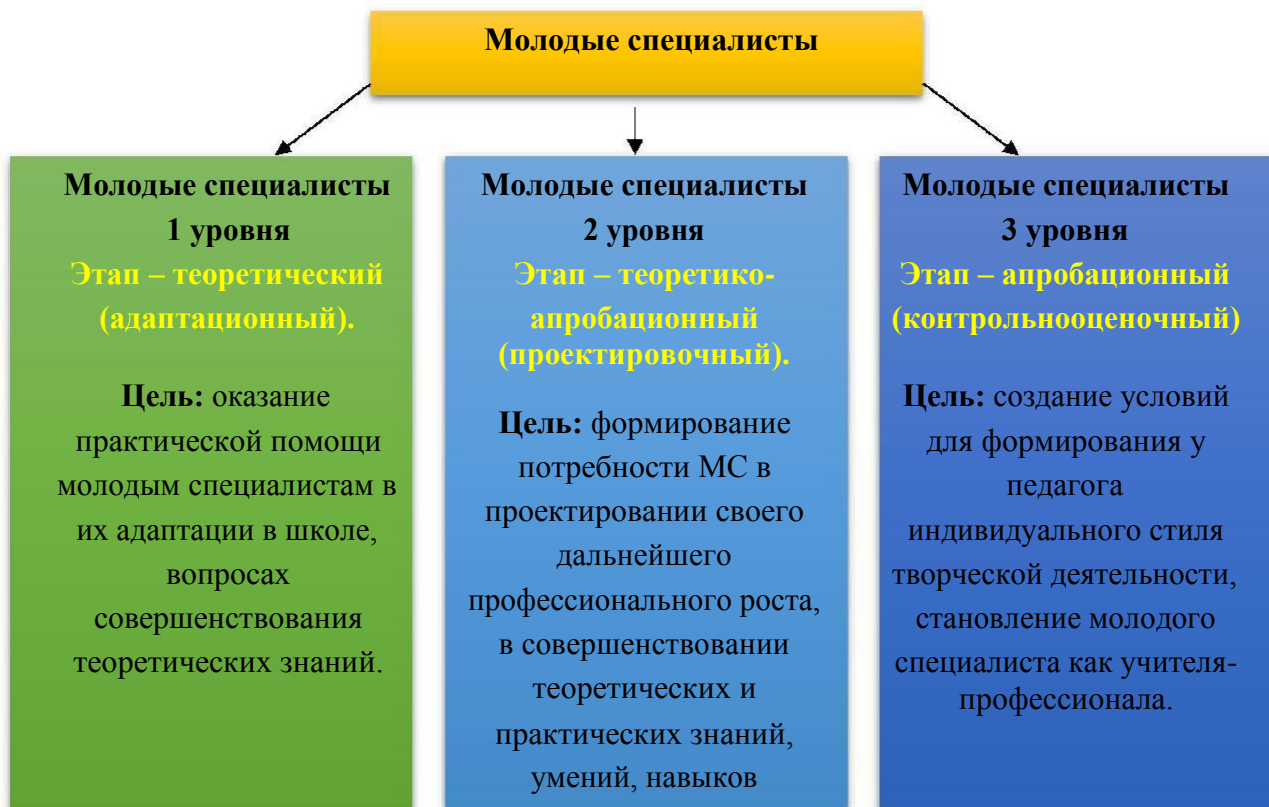 Молодые специалисты
Молодые специалисты
1 уровня
Этап – теоретический
(адаптационный).
Цель: оказание
практической помощи
молодым специалистам в
их адаптации в школе,
вопросах
совершенствования
теоретических знаний.
Молодые специалисты
2 уровня
Этап – теоретико-
апробационный
(проектировочный).
Цель: формирование
потребности МС в
проектировании своего
дальнейшего
профессионального роста,
в совершенствовании
теоретических и
практических знаний,
умений, навыков
Молодые специалисты
3 уровня
Этап – апробационный
(контрольнооценочный)
Цель: создание условий
для формирования у
педагога
индивидуального стиля
творческой деятельности,
становление молодого
специалиста как учителя-
профессионала.